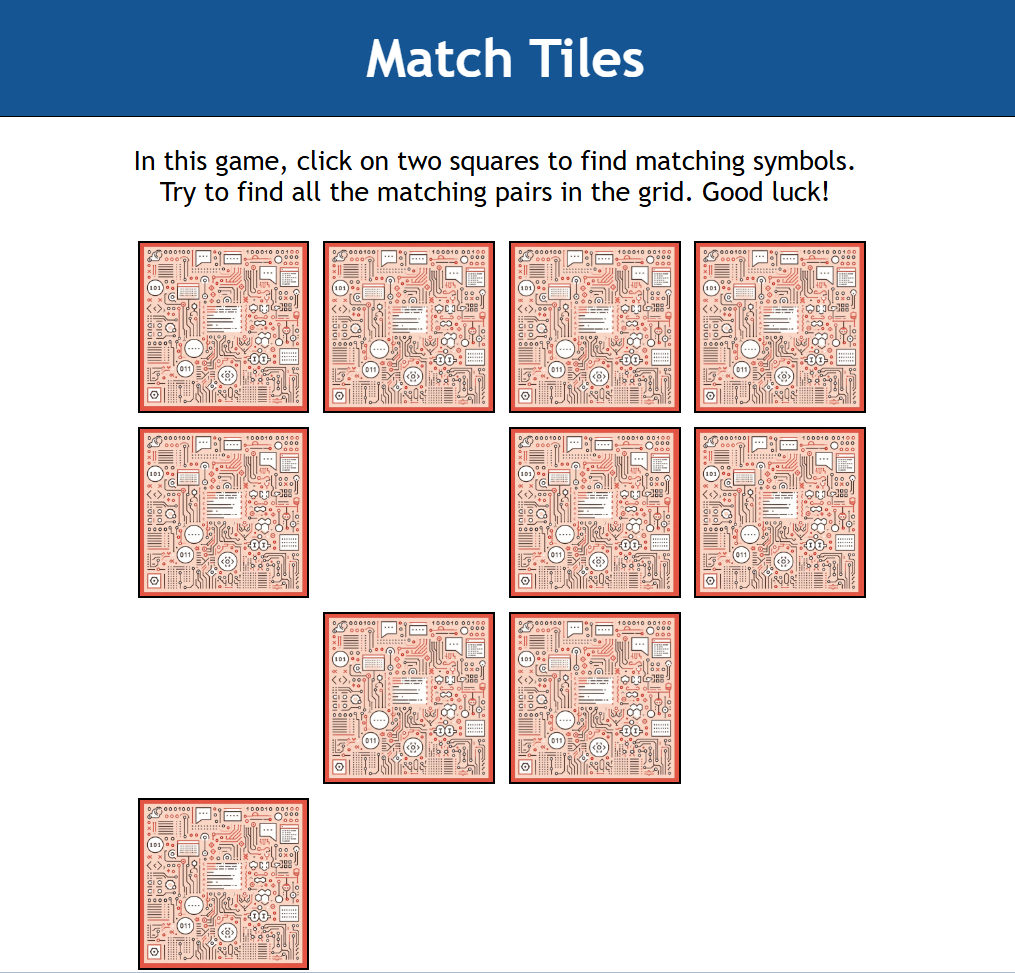 Match Tiles
In this game, click on two squares to find matching symbols.
Try to find all the matching pairs in the grid. Good luck!